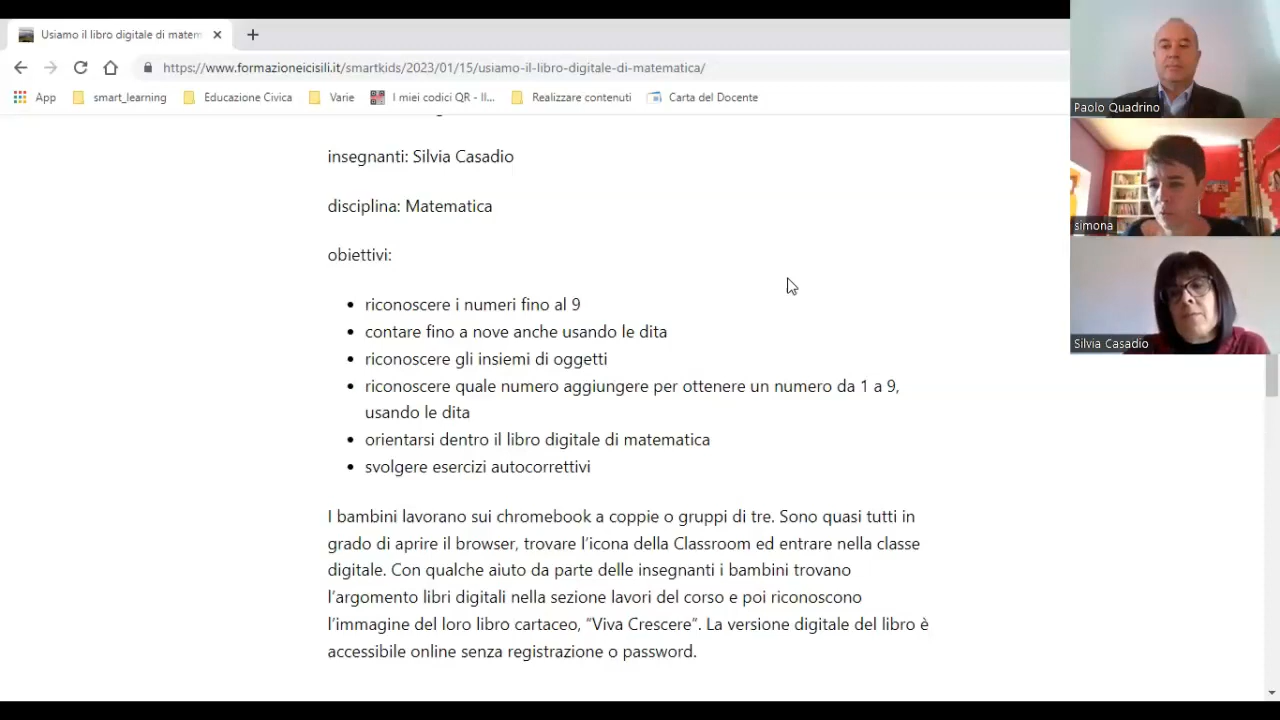 Usiamo il libro digitale di matem
https://www.formazioneicisili.it/smartkids/2023/01/15/usiamo-il-libro-digitale-di-matematica/
App smart_learning Educazione Civica Varie I miei codici QR - Il... Realizzare contenuti Carta del Docente
insegnanti: Silvia Casadio
disciplina: Matematica
obiettivi:
• riconoscere i numeri fino al 9
• contare fino a nove anche usando le dita
• riconoscere gli insiemi di oggetti
• riconoscere quale numero aggiungere per ottenere un numero da 1 a 9,
usando le dita
• orientarsi dentro il libro digitale di matematica
• svolgere esercizi autocorrettivi
I bambini lavorano sui chromebook a coppie o gruppi di tre. Sono quasi tutti in
grado di aprire il browser, trovare l’icona della Classroom ed entrare nella classe
digitale. Con qualche aiuto da parte delle insegnanti i bambini trovano
l’argomento libri digitali nella sezione lavori del corso e poi riconoscono
l’immagine del loro libro cartaceo, “Viva Crescere”. La versione digitale del libro è
accessibile online senza registrazione o password.
Paolo Quadrino
simona
Silvia Casadio